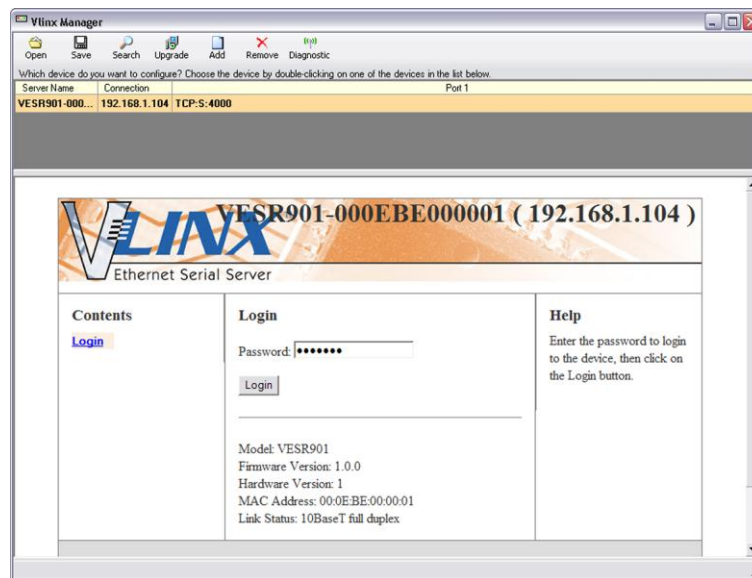 Vlinx Manager
Open Save Search Upgrade Add Remove Diagnostic
Which device do you want to configure? Choose the device by double-clicking on one of the devices in the list below.
Server Name Connection Port 1
VESR901-000... 192.168.1.104 TCP:S:4000
VESR901-000EBE000001 ( 192.168.1.104 )
VLINX
Ethernet Serial Server
Contents
Login
Login
Password: •••••••
Login
Model: VESR901
Firmware Version: 1.0.0
Hardware Version: 1
MAC Address: 00:0E:BE:00:00:01
Link Status: 10BaseT full duplex
Help
Enter the password to login
to the device, then click on
the Login button.